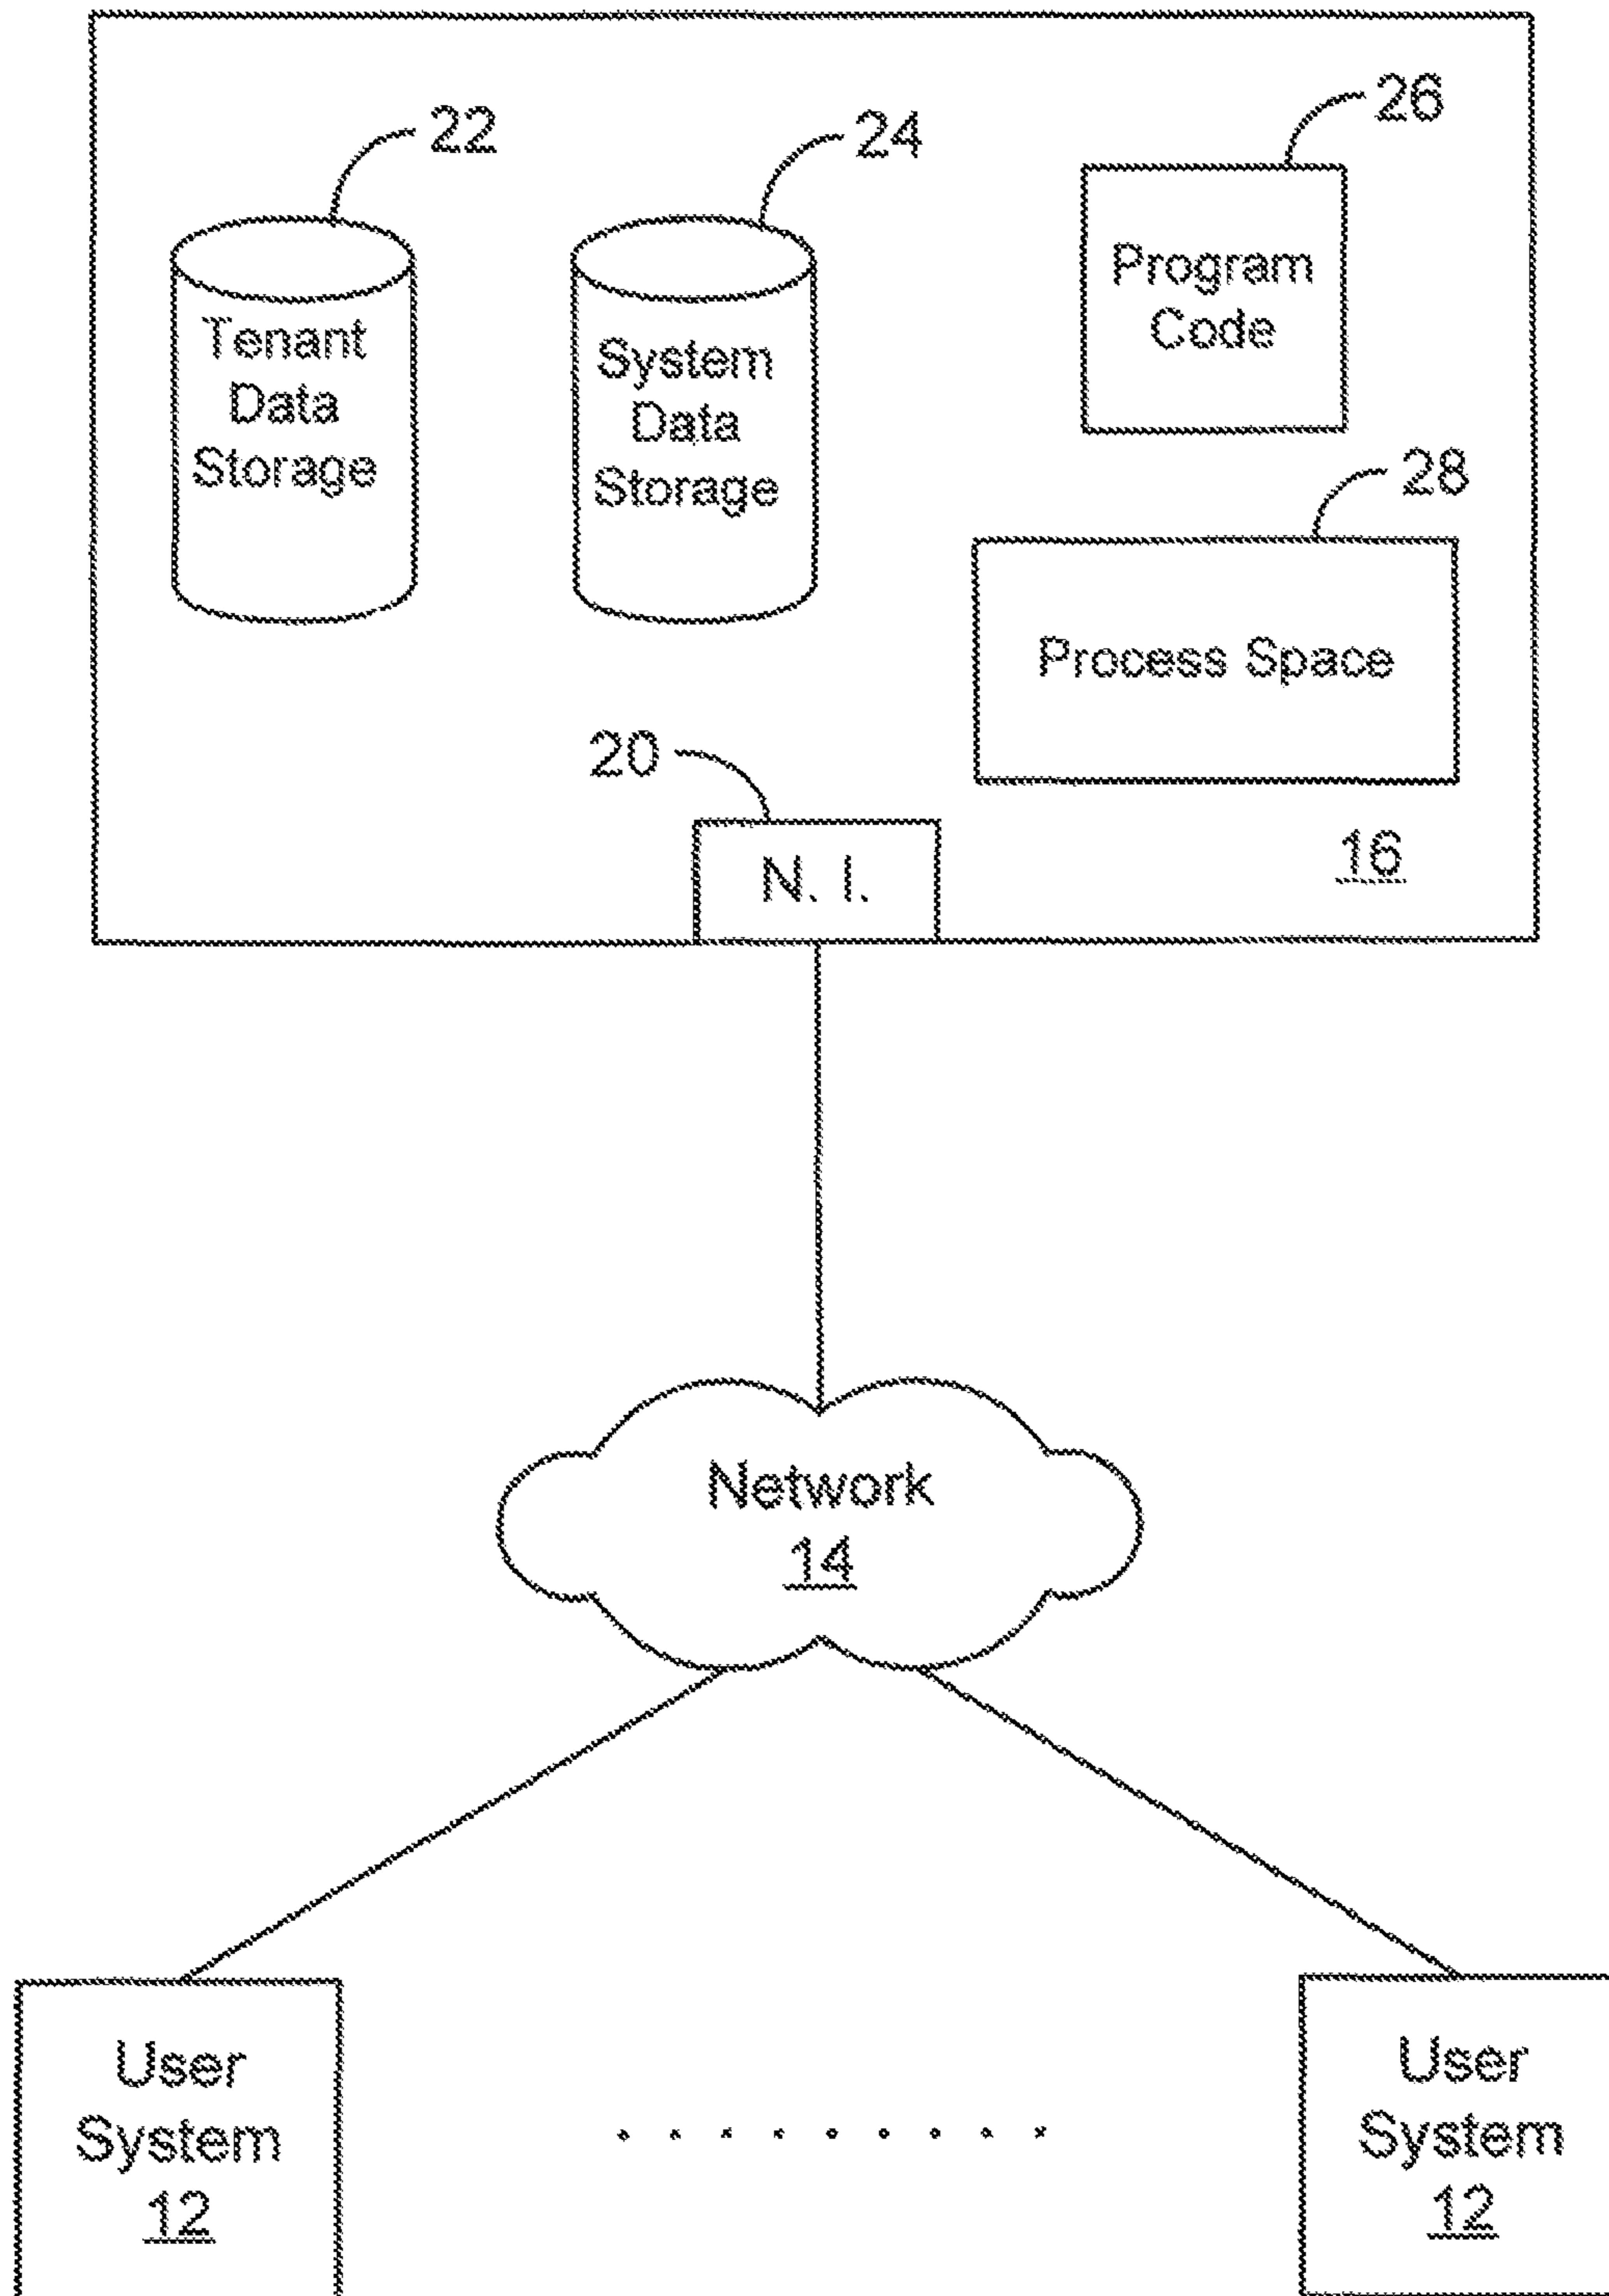 22
24
26
Tenant
Data
Storage
System
Data
Storage
Program
Code
28
Process Space
20
N. I.
16
Network
14
User
System
12
User
System
12